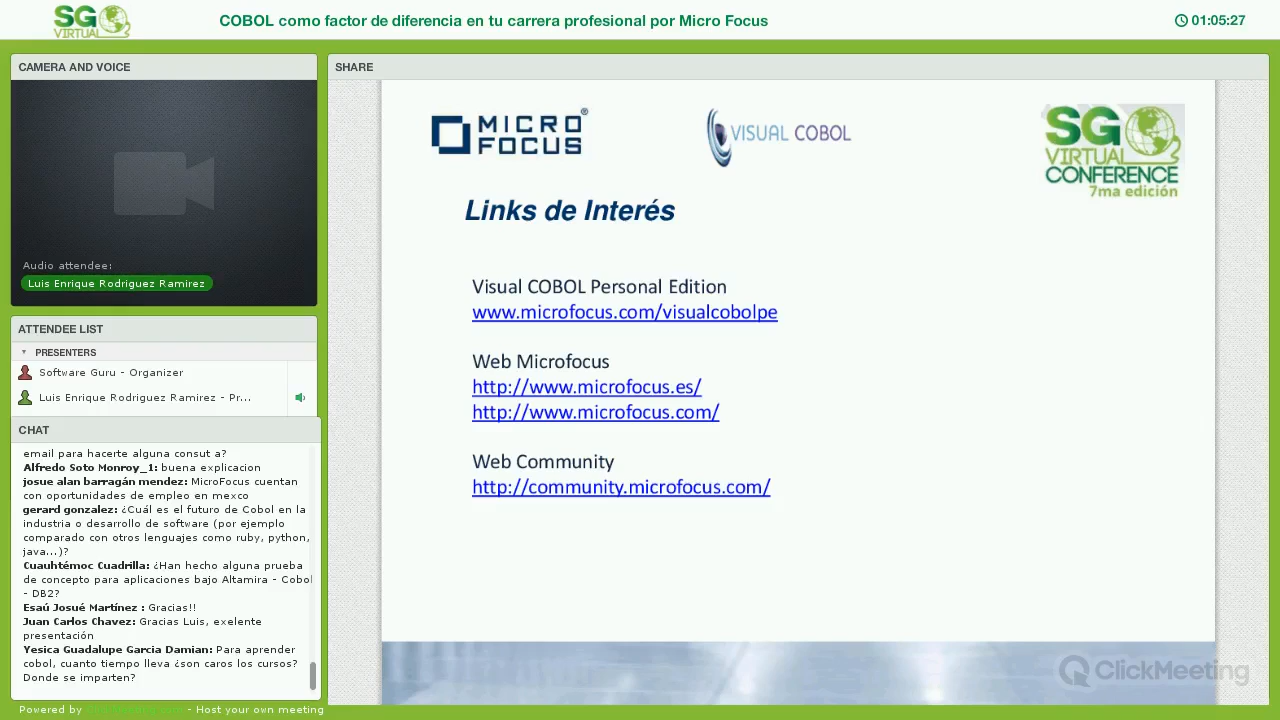 SG
VIRTUAL
COBOL como factor de diferencia en tu carrera profesional por Micro Focus
01:05:27
CAMERA AND VOICE
Audio attendee:
Luis Enrique Rodriguez Ramirez
ATTENDEE LIST
PRESENTERS
Software Guru - Organizer
Luis Enrique Rodriguez Ramirez - Pr...
CHAT
email para hacerte alguna consut a?
Alfredo Soto Monroy_1: buena explicacion
josue alan barragán mendez: MicroFocus cuentan
con oportunidades de empleo en mexco
gerard gonzalez: ¿Cuál es el futuro de Cobol en la
industria o desarrollo de software (por ejemplo
comparado con otros lenguajes como ruby, python,
java...)?
Cuauhtémoc Cuadrilla: ¿Han hecho alguna prueba
de concepto para aplicaciones bajo Altamira - Cobol
- DB2?
Esaú Josué Martínez : Gracias!!
Juan Carlos Chavez: Gracias Luis, exelente
presentación
Yesica Guadalupe Garcia Damian: Para aprender
cobol, cuanto tiempo lleva ¿son caros los cursos?
Donde se imparten?
Powered by ClickMeeting.com - Host your own meeting
SHARE
MICRO
FOCUS
®
VISUAL COBOL
SG
VIRTUAL
CONFERENCE
7ma edición
Links de Interés
Visual COBOL Personal Edition
www.microfocus.com/visualcobolpe
Web Microfocus
http://www.microfocus.es/
http://www.microfocus.com/
Web Community
http://community.microfocus.com/
ClickMeeting